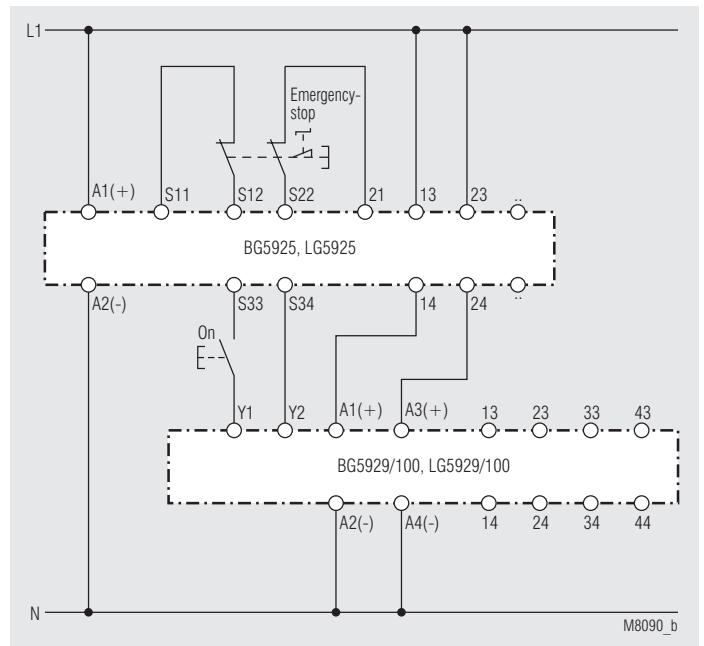 L1
Emergency-
stop
A1(+) S11 S12 S22 21 13 23 ..
BG5925, LG5925
A2(-) S33 S34 14 24 ..
On
Y1 Y2 A1(+) A3(+) 13 23 33 43
BG5929/100, LG5929/100
A2(-) A4(-) 14 24 34 44
N
M8090_b